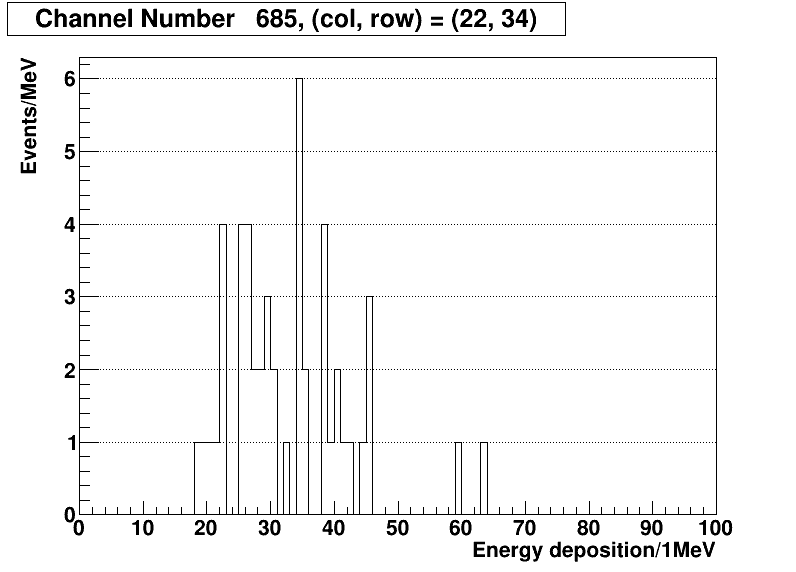 Channel Number 685, (col, row) = (22, 34)
Events/MeV
6
5
4
3
2
1
0
0 10 20 30 40 50 60 70 80 90 100
Energy deposition/1MeV